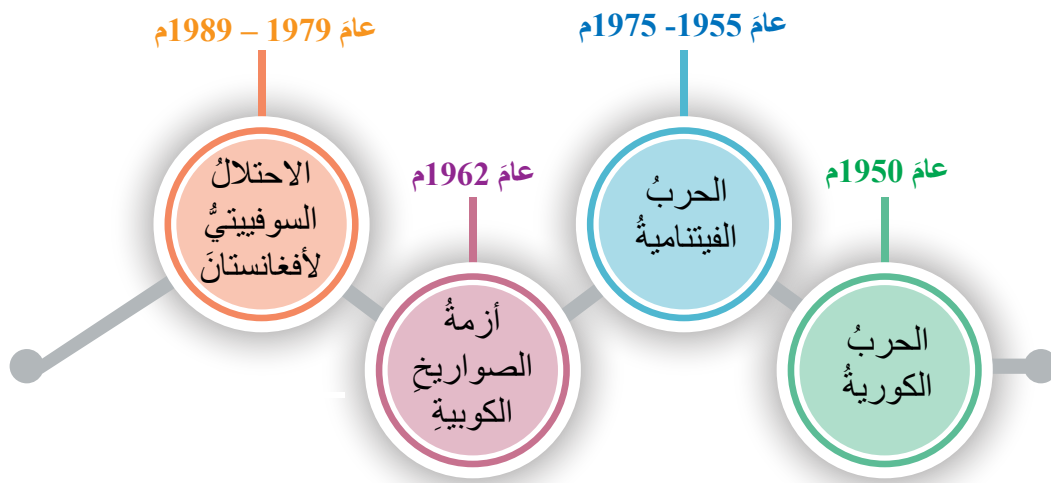 عامَ 1950م
الحربُ
الكوريةُ
عامَ 1955 -1975م
الحربُ
الفيتناميةُ
عامَ 1962م
أزمةُ
الصواريخِ
الكوبيةِ
عامَ 1979 – 1989م
الاحتلالُ
السوفييتيُّ
لأفغانستانَ